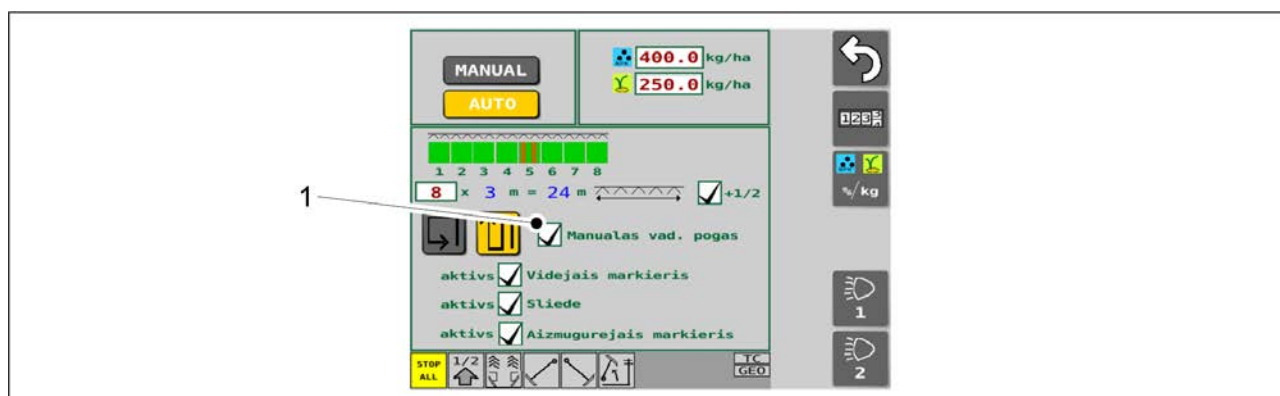 MANUAL
AUTO
400.0 kg/ha
250.0 kg/ha
1 2 3 4 5 6 7 8
8 x 3 m = 24 m +1/2
1
Manualas vad. pogas
aktivs Videjais markieris
aktivs Sliede
aktivs Aizmugurejais markieris
STOP ALL
1/2
TC
GEO
%/kg
1
2